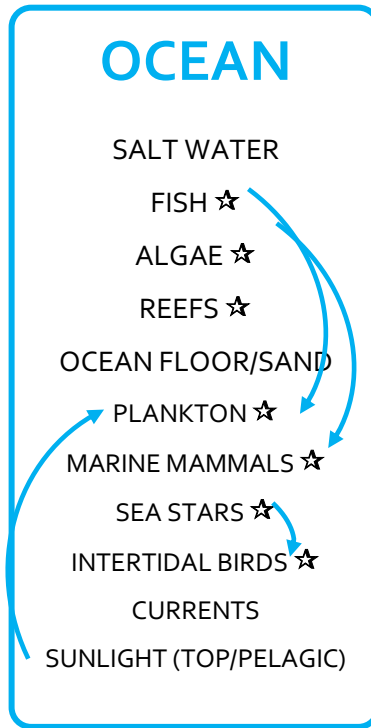 OCEAN
SALT WATER
FISH ☆
ALGAE ☆
REEFS ☆
OCEAN FLOOR/SAND
PLANKTON ☆
MARINE MAMMALS ☆
SEA STARS ☆
INTERTIDAL BIRDS ☆
CURRENTS
SUNLIGHT (TOP/PELAGIC)